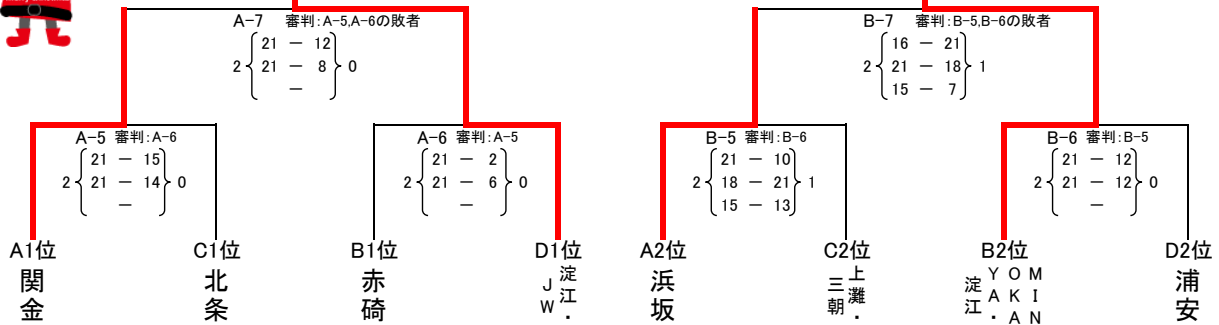 A-7 審判:A-5,A-6の敗者
21 － 12
2 21 － 8 0
－
B-7 審判:B-5,B-6の敗者
16 － 21
2 21 － 18 1
15 － 7
A-5 審判:A-6
21 － 15
2 21 － 14 0
－
A-6 審判:A-5
21 － 2
2 21 － 6 0
－
B-5 審判:B-6
21 － 10
2 18 － 21 1
15 － 13
B-6 審判:B-5
21 － 12
2 21 － 12 0
－
A1位
関金
C1位
北条
B1位
赤碕
D1位
淀江・
JW
A2位
浜坂
C2位
上灘・
三朝
B2位
MIN
OKA
YA・
淀江
D2位
浦安